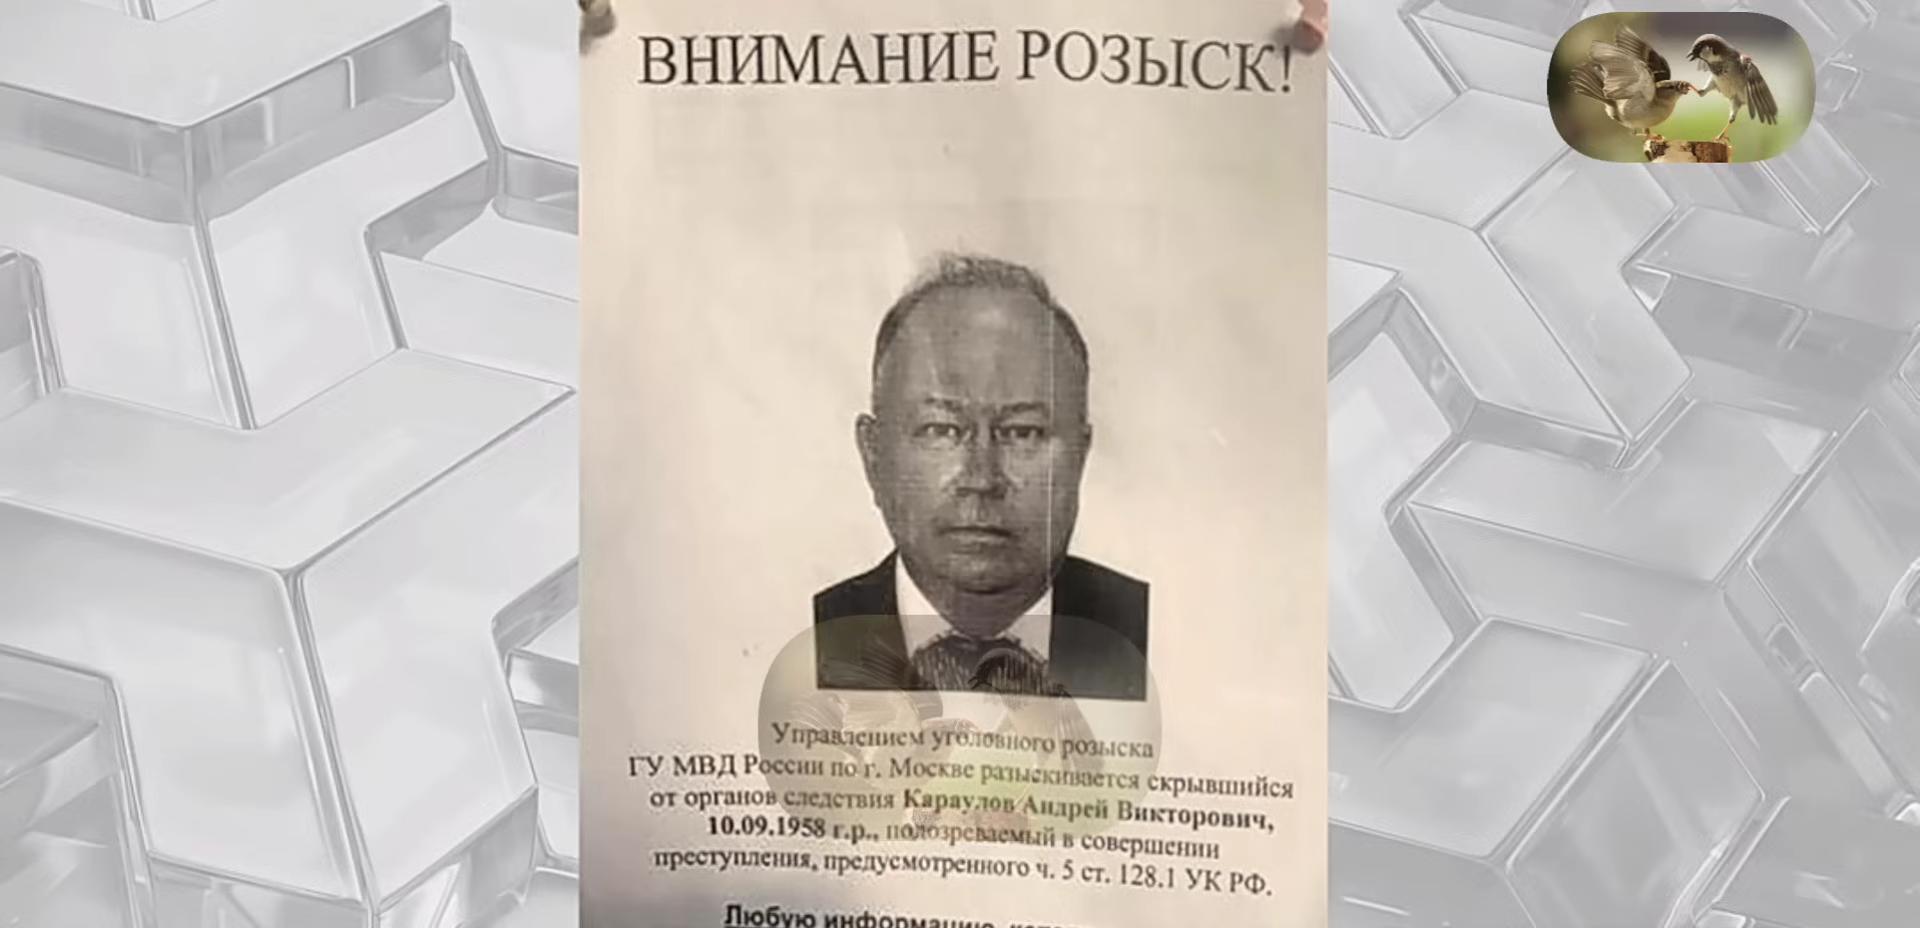 ВНИМАНИЕ РОЗЫСК!
Управлением уголовного розыска
ГУ МВД России по г. Москве разыскивается скрывшийся
от органов следствия Караулов Андрей Викторович,
10.09.1958 г.р., подозреваемый в совершении
преступления, предусмотренного ч. 5 ст. 128.1 УК РФ.
Любую информацию,